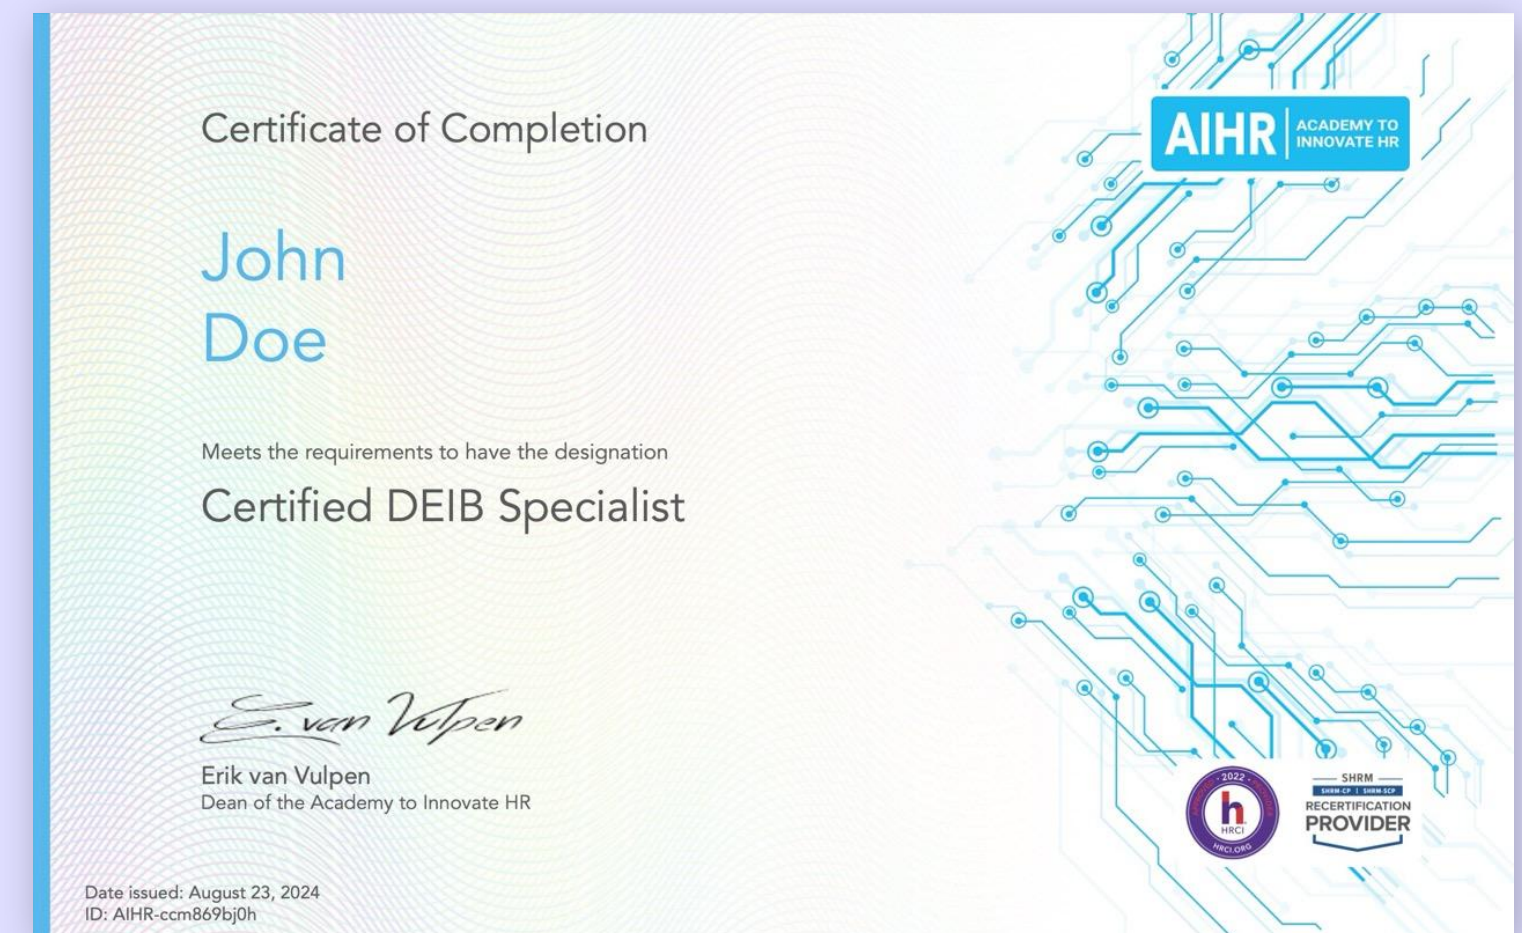 Certificate of Completion
AIHR
ACADEMY TO
INNOVATE HR
John
Doe
Meets the requirements to have the designation
Certified DEIB Specialist
E. van Vulpen
Erik van Vulpen
Dean of the Academy to Innovate HR
APPROVED • 2022 • PROVIDER
h
HRCI
HRCI.ORG
SHRM
SHRM-CP | SHRM-SCP
RECERTIFICATION
PROVIDER
Date issued: August 23, 2024
ID: AIHR-ccm869bj0h